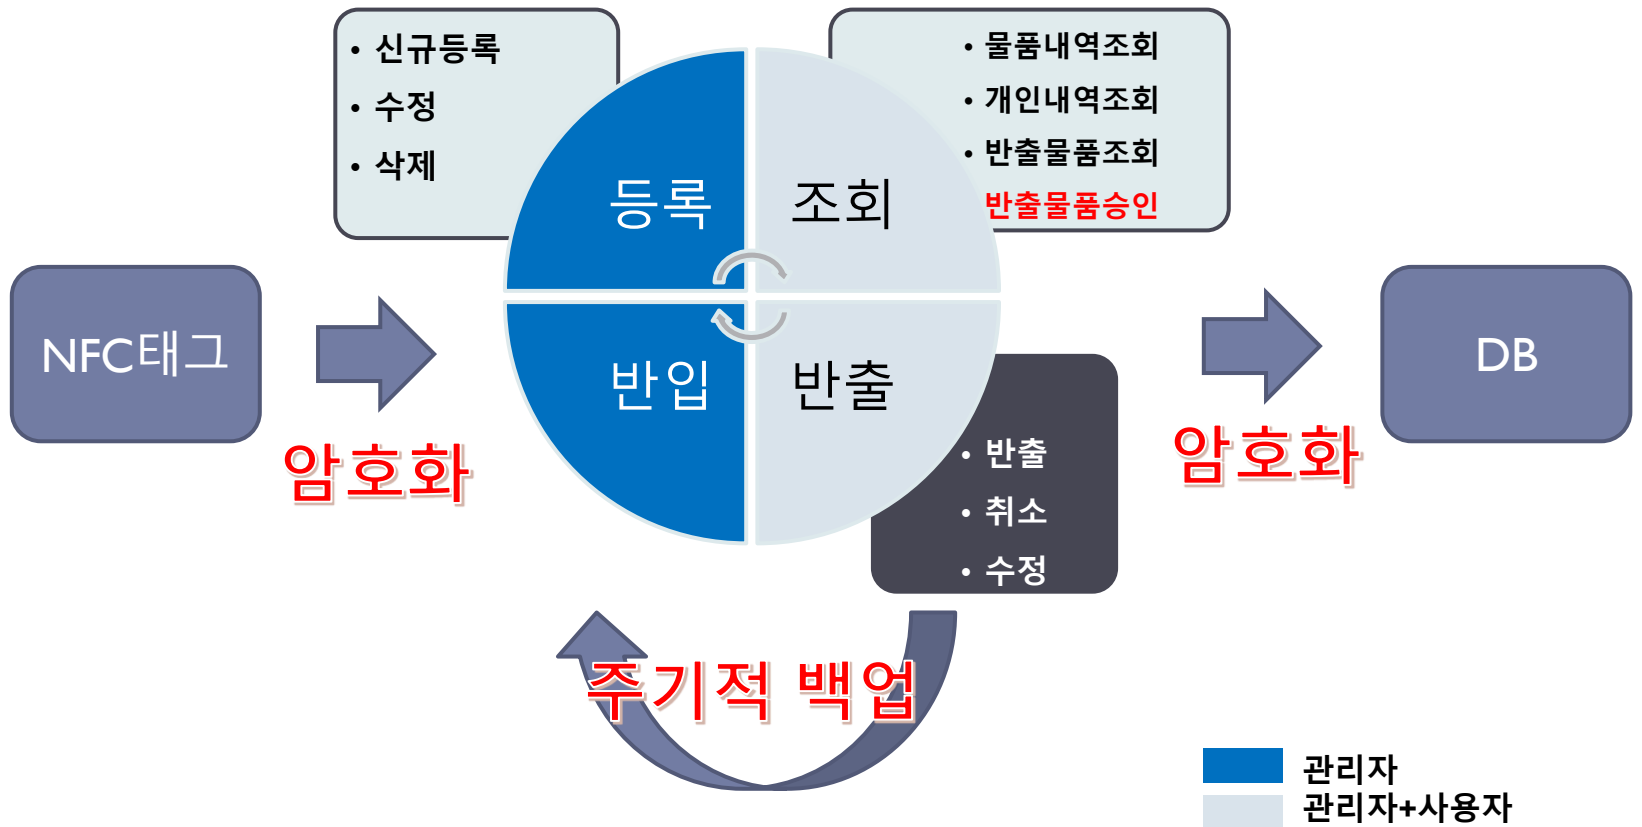 • 신규등록
• 수정
• 삭제
• 물품내역조회
• 개인내역조회
• 반출물품조회
반출물품승인
등록
조회
NFC태그
암호화
반입
반출
• 반출
• 취소
• 수정
DB
암호화
주기적 백업
관리자
관리자+사용자